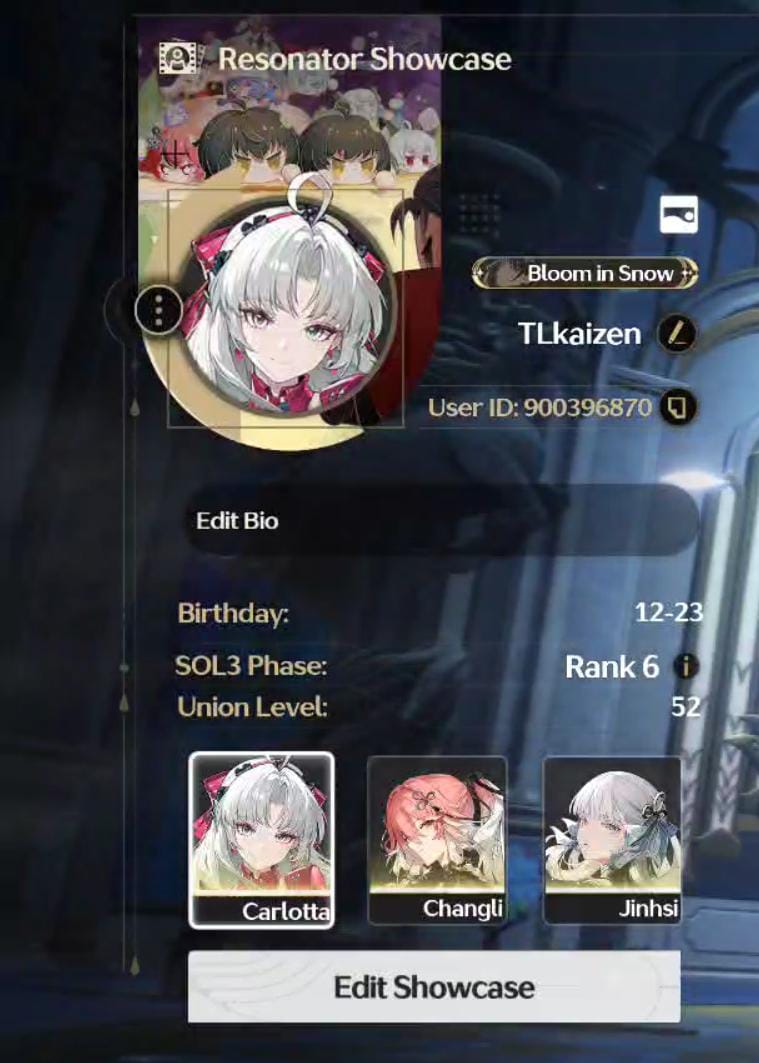 Resonator Showcase
Bloom in Snow
TLkaizen
User ID: 900396870
Edit Bio
Birthday: 12-23
SOL3 Phase: Rank 6
Union Level: 52
Carlotta Changli Jinhsi
Edit Showcase